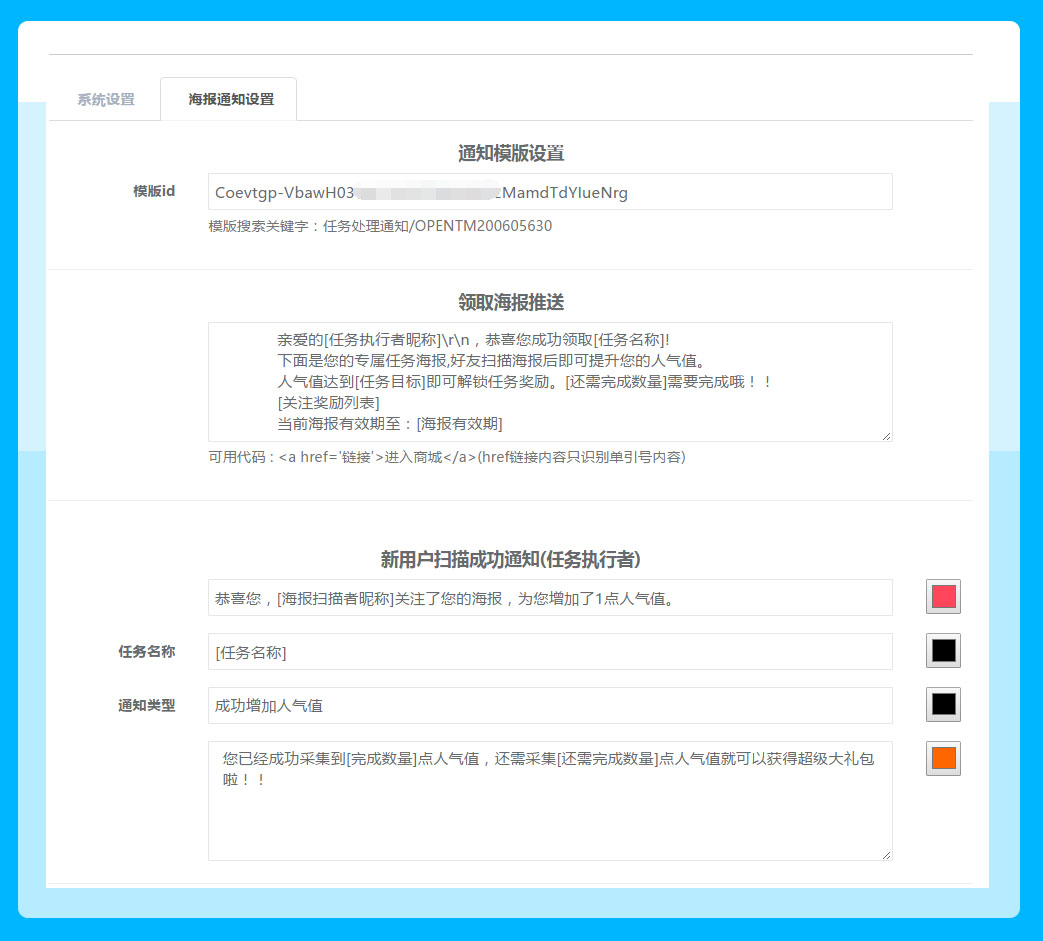 系统设置 海报通知设置
通知模版设置
模版id Coevtgp-VbawH03 MamdTdYIueNrg
模版搜索关键字：任务处理通知/OPENTM200605630
领取海报推送
亲爱的[任务执行者昵称]\r\n，恭喜您成功领取[任务名称]!
下面是您的专属任务海报,好友扫描海报后即可提升您的人气值。
人气值达到[任务目标]即可解锁任务奖励。[还需完成数量]需要完成哦！！
[关注奖励列表]
当前海报有效期至：[海报有效期]
可用代码：<a href='链接'>进入商城</a>(href链接内容只识别单引号内容)
新用户扫描成功通知(任务执行者)
恭喜您，[海报扫描者昵称]关注了您的海报，为您增加了1点人气值。
任务名称 [任务名称]
通知类型 成功增加人气值
您已经成功采集到[完成数量]点人气值，还需采集[还需完成数量]点人气值就可以获得超级大礼包
啦！！